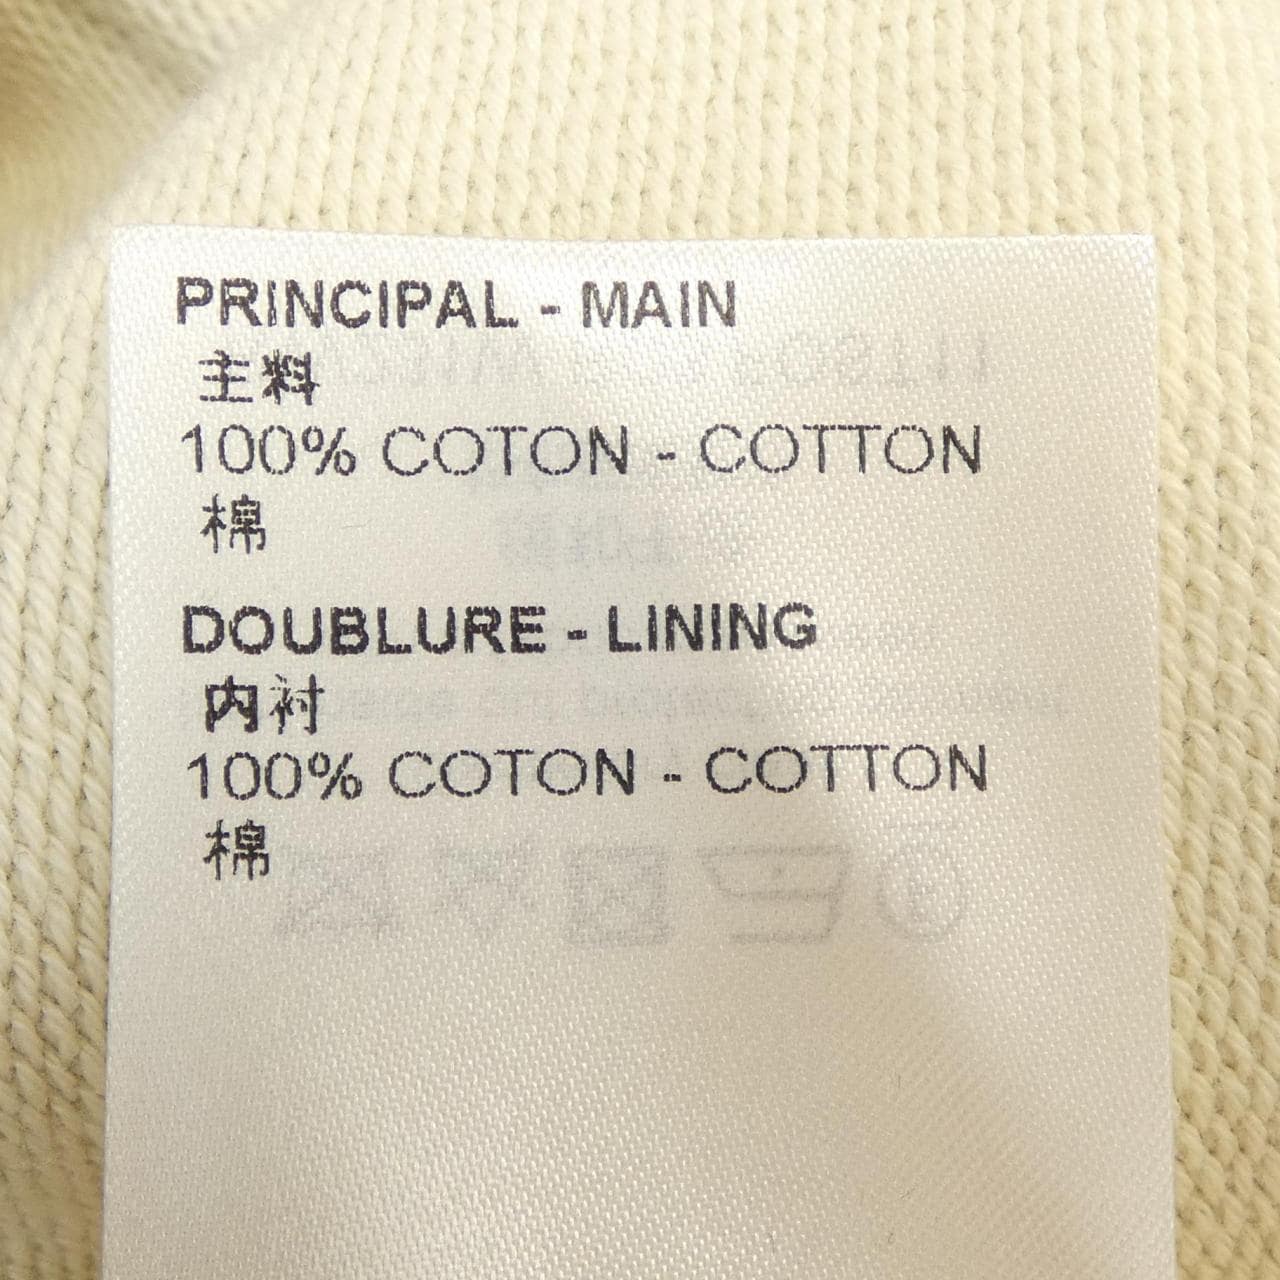 PRINCIPAL - MAIN
主料
100% COTON - COTTON
棉
DOUBLURE - LINING
内衬
100% COTON - COTTON
棉